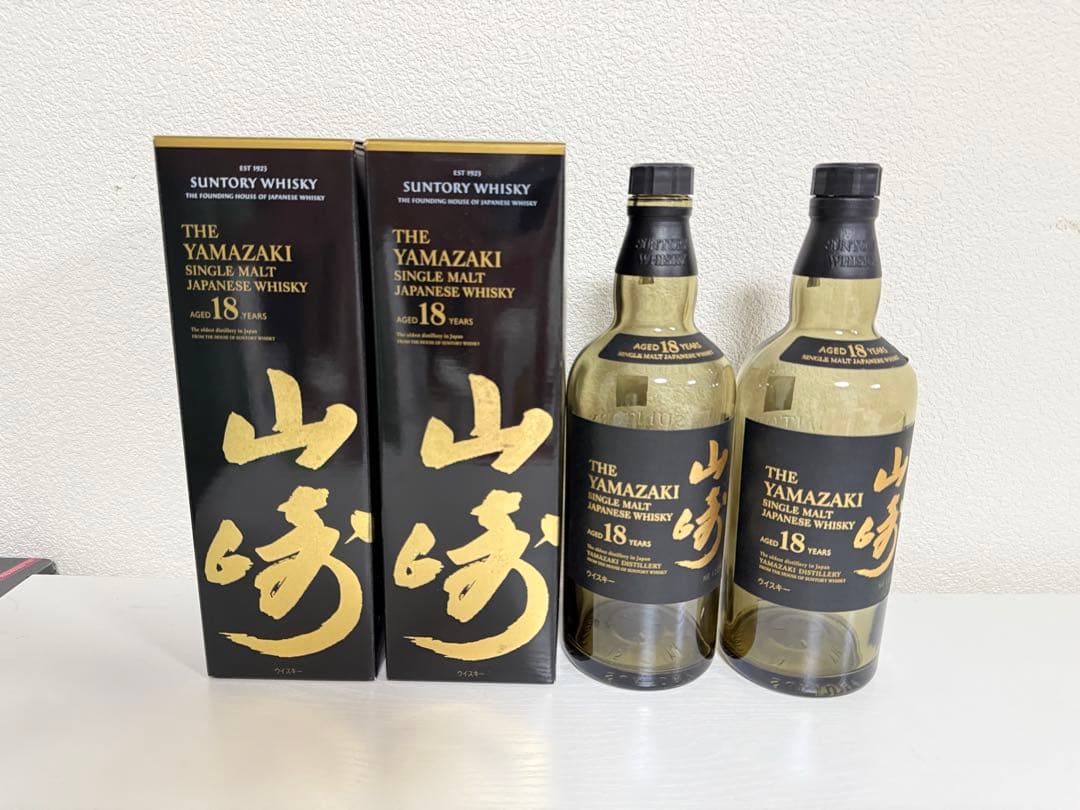 EST 1923
SUNTORY WHISKY
THE FOUNDING HOUSE OF JAPANESE WHISKY
THE
YAMAZAKI
SINGLE MALT
JAPANESE WHISKY
AGED 18 YEARS
The oldest distillery in Japan
FROM THE HOUSE OF SUNTORY WHISKY
山崎
ウイスキー
EST 1923
SUNTORY WHISKY
THE FOUNDING HOUSE OF JAPANESE WHISKY
THE
YAMAZAKI
SINGLE MALT
JAPANESE WHISKY
AGED 18 YEARS
The oldest distillery in Japan
FROM THE HOUSE OF SUNTORY WHISKY
山崎
ウイスキー
SUNTORY
WHISKY
AGED 18 YEARS
SINGLE MALT JAPANESE WHISKY
THE
YAMAZAKI
SINGLE MALT
JAPANESE WHISKY
AGED 18 YEARS
The oldest distillery in Japan
YAMAZAKI DISTILLERY
FROM THE HOUSE OF SUNTORY WHISKY
山崎
ウイスキー
SUNTORY
WHISKY
AGED 18 YEARS
SINGLE MALT JAPANESE WHISKY
THE
YAMAZAKI
SINGLE MALT
JAPANESE WHISKY
AGED 18 YEARS
The oldest distillery in Japan
YAMAZAKI DISTILLERY
FROM THE HOUSE OF SUNTORY WHISKY
山崎
ウイスキー